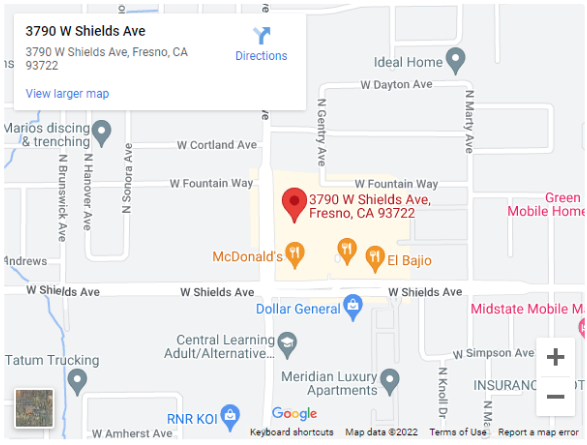 3790 W Shields Ave
3790 W Shields Ave, Fresno, CA
93722
Directions
View larger map
Ideal Home
W Dayton Ave
N Marty Ave
N Gentry Ave
Marios discing
& trenching
W Cortland Ave
N Brunswick Ave
N Hanover Ave
N Sonora Ave
W Fountain Way
W Fountain Way
3790 W Shields Ave,
Fresno, CA 93722
Green
Mobile Home
McDonald's
El Bajio
Andrews
W Shields Ave
W Shields Ave
W Shields Ave
Dollar General
Midstate Mobile Ma
Central Learning
Adult/Alternative...
W Simpson Ave
Tatum Trucking
Meridian Luxury
Apartments
N Knoll Dr
INSURANC
OT
RNR KOI
Google
W Amherst Ave
Keyboard shortcuts
Map data ©2022
Terms of Use
Report a map error